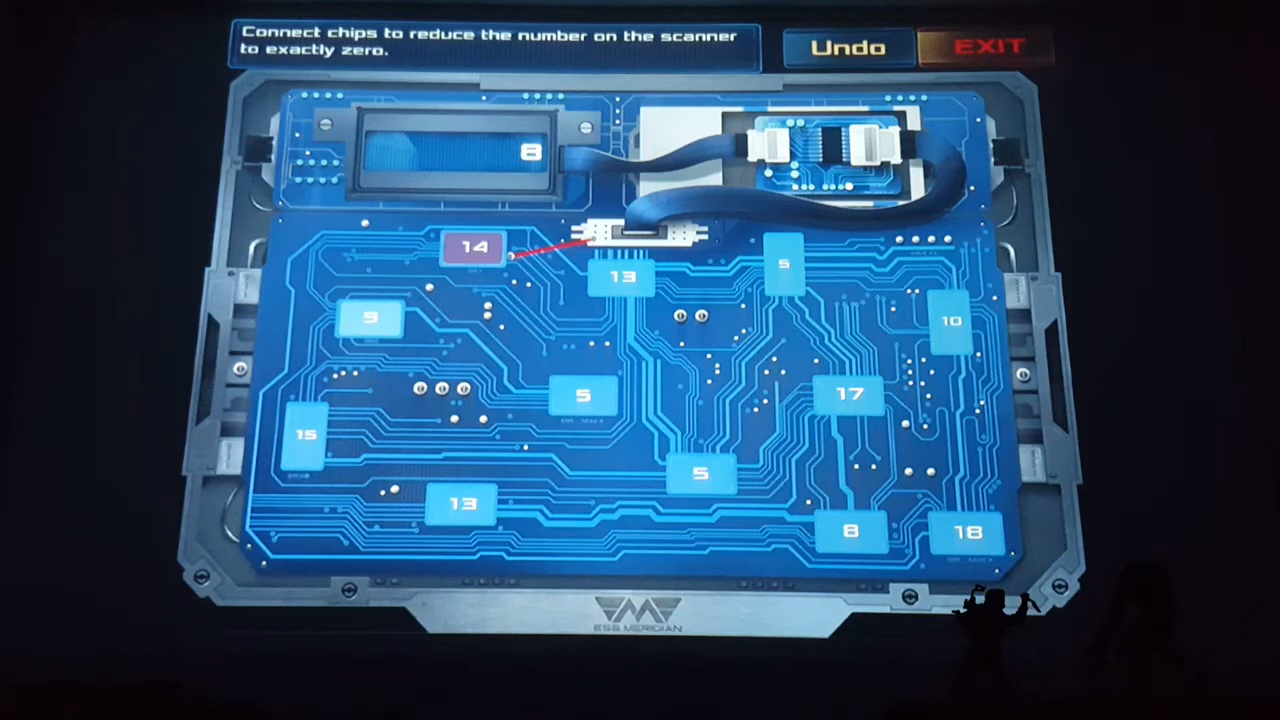 Connect chips to reduce the number on the scanner
to exactly zero.
Undo
EXIT
8
14
13
5
9
10
5
17
15
5
13
8
18
ESS MERIDIAN